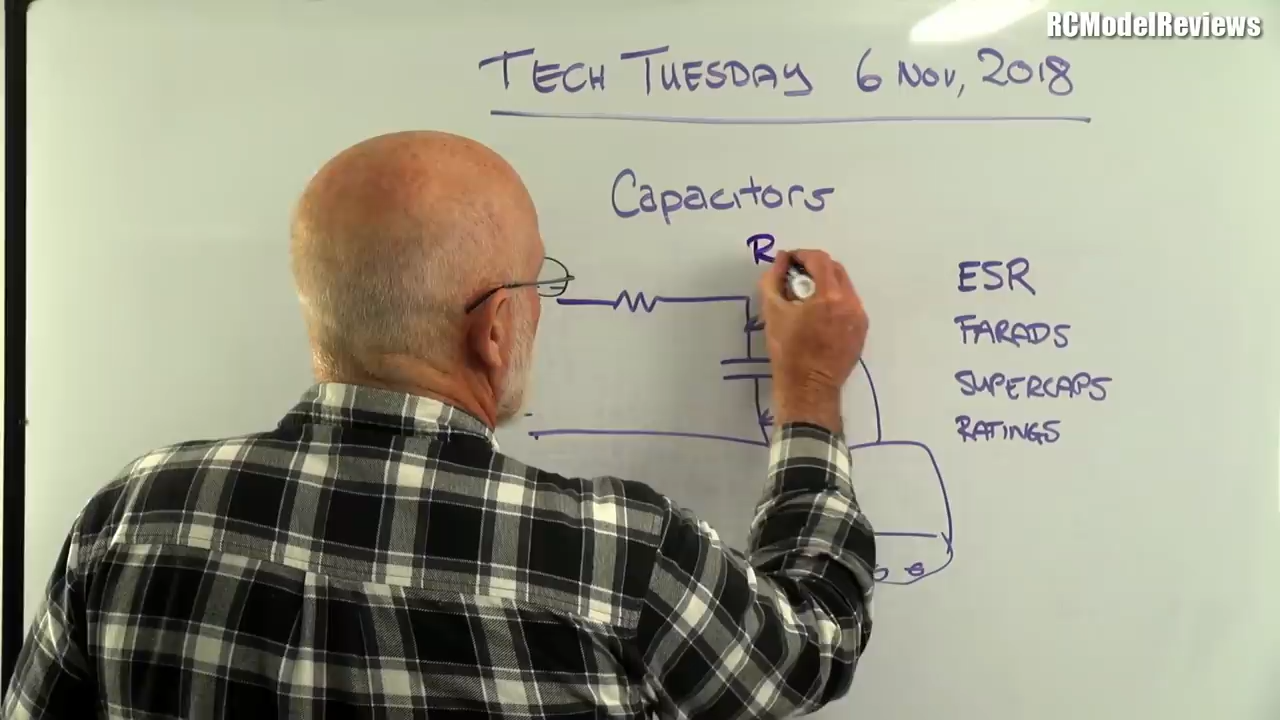 RCModelReviews
TECH TUESDAY 6 NOV, 2018
Capacitors
R
ESR
FARADS
SUPERCAPS
RATINGS